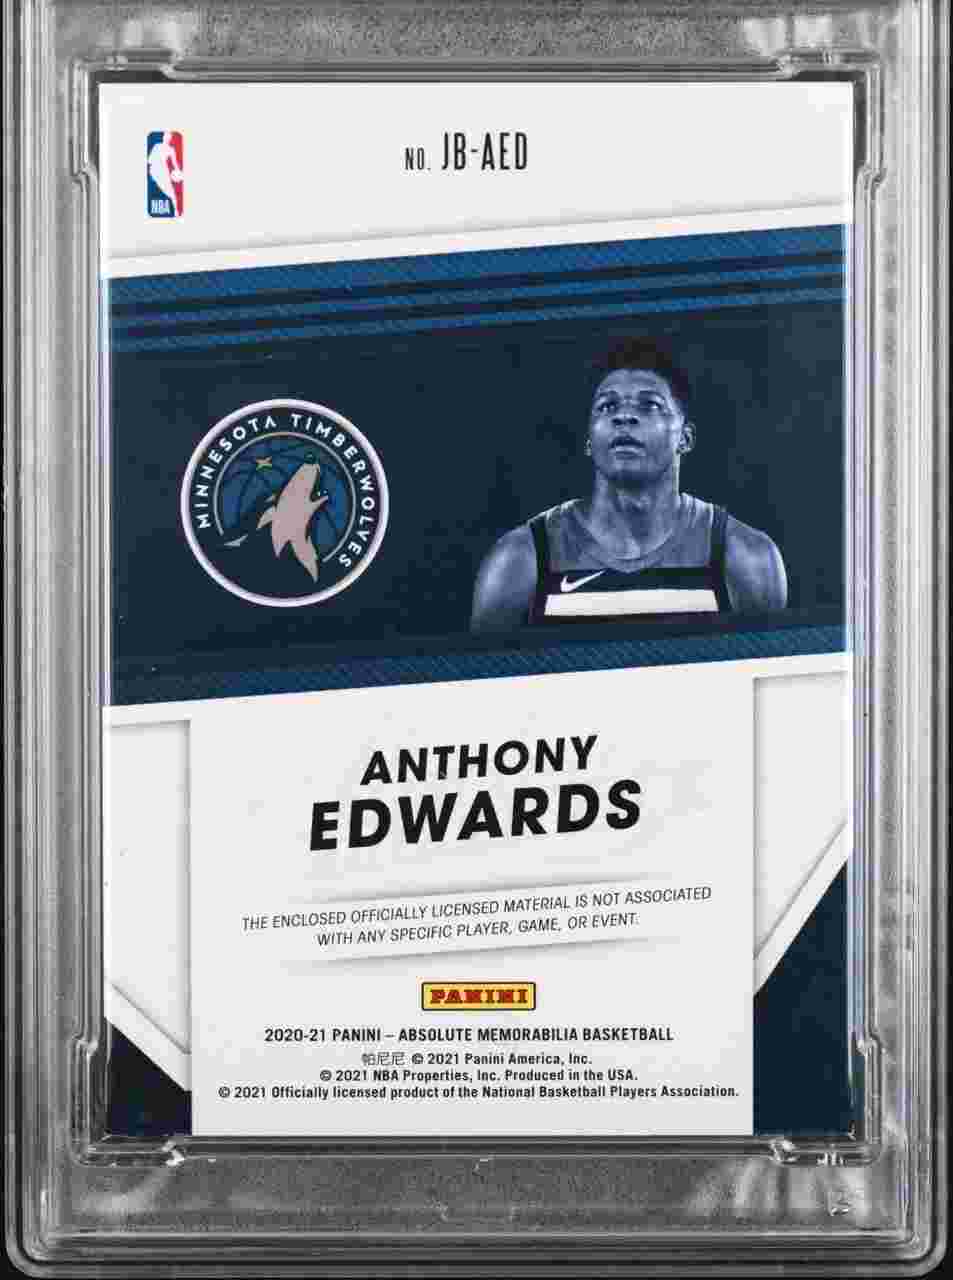 NO. JB-AED
NBA
MINNESOTA TIMBERWOLVES
ANTHONY
EDWARDS
THE ENCLOSED OFFICIALLY LICENSED MATERIAL IS NOT ASSOCIATED
WITH ANY SPECIFIC PLAYER, GAME, OR EVENT.
PANINI
2020-21 PANINI – ABSOLUTE MEMORABILIA BASKETBALL
帕尼尼 © 2021 Panini America, Inc.
© 2021 NBA Properties, Inc. Produced in the USA.
© 2021 Officially licensed product of the National Basketball Players Association.